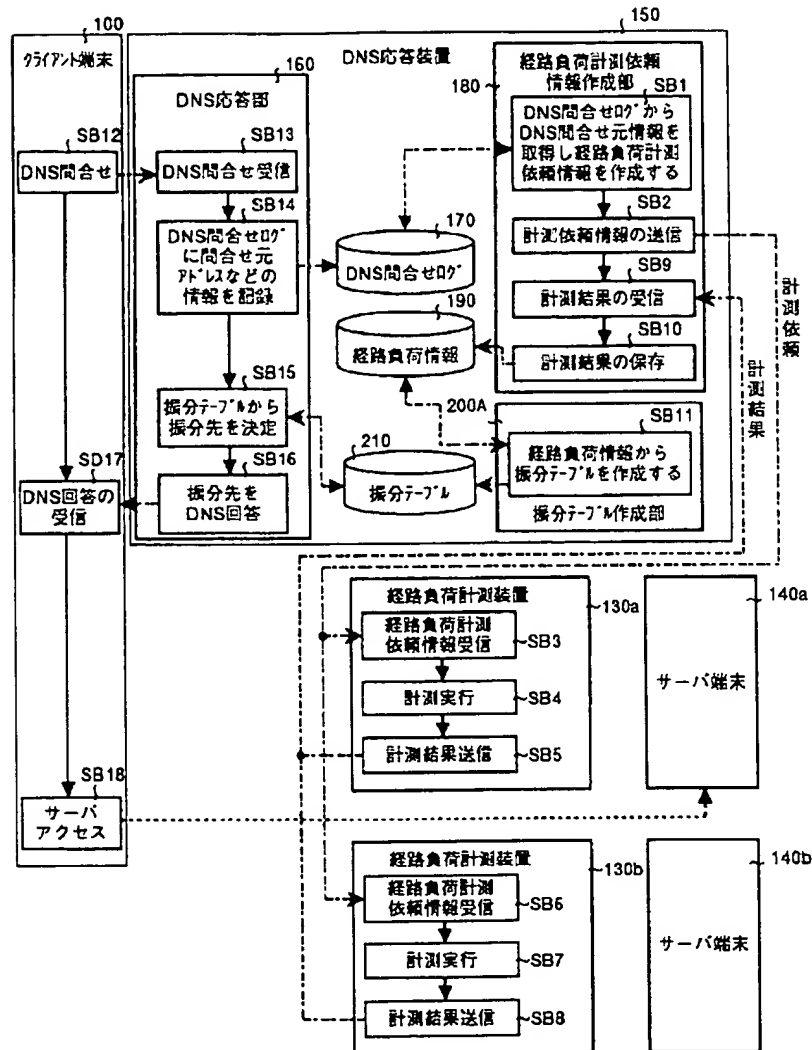 100
クライアント端末
SB12
DNS問合せ
SD17
DNS回答の
受信
SB18
サーバ
アクセス
150
DNS応答装置
160
DNS応答部
SB13
DNS問合せ受信
SB14
DNS問合せログ
に問合せ元
アドレスなどの
情報を記録
SB15
振分テーブルから
振分先を決定
SB16
振分先を
DNS回答
170
DNS問合せログ
190
経路負荷情報
210
振分テーブル
経路負荷計測依頼
情報作成部
180
SB1
DNS問合せログから
DNS問合せ元情報を
取得し経路負荷計測
依頼情報を作成する
SB2
計測依頼情報の送信
SB9
計測結果の受信
SB10
計測結果の保存
200A
SB11
経路負荷情報から
振分テーブルを作成する
振分テーブル作成部
計測依頼
計測結果
経路負荷計測装置
130a
経路負荷計測
依頼情報受信
SB3
計測実行
SB4
計測結果送信
SB5
140a
サーバ端末
経路負荷計測装置
130b
経路負荷計測
依頼情報受信
SB6
計測実行
SB7
計測結果送信
SB8
140b
サーバ端末